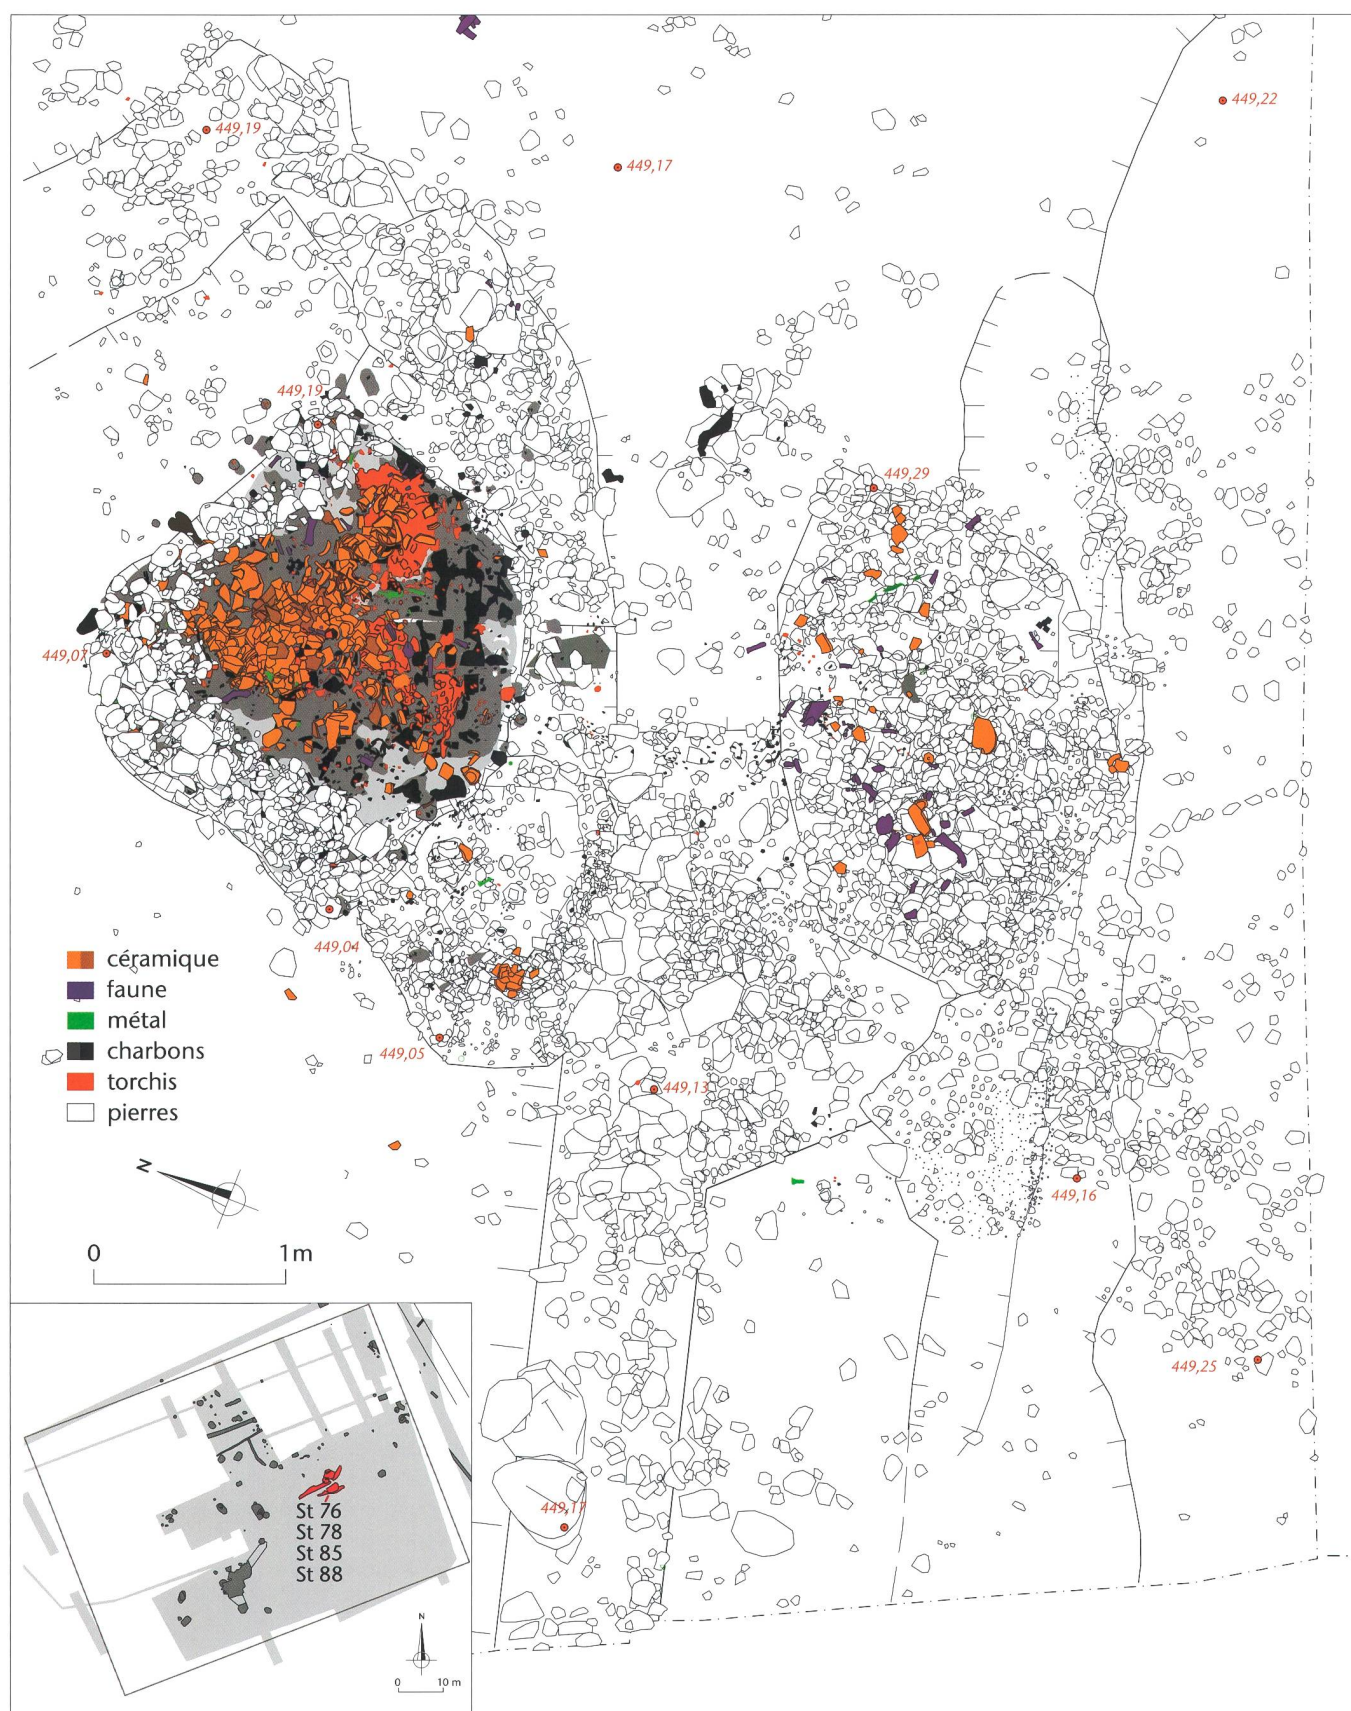 449,22
449,19
449,17
449,19
449,29
449,07
449,04
céramique
faune
métal
charbons
torchis
pierres
449,05
449,13
N
449,16
0 1m
449,25
449,17
St 76
St 78
St 85
St 88
N
0 10 m